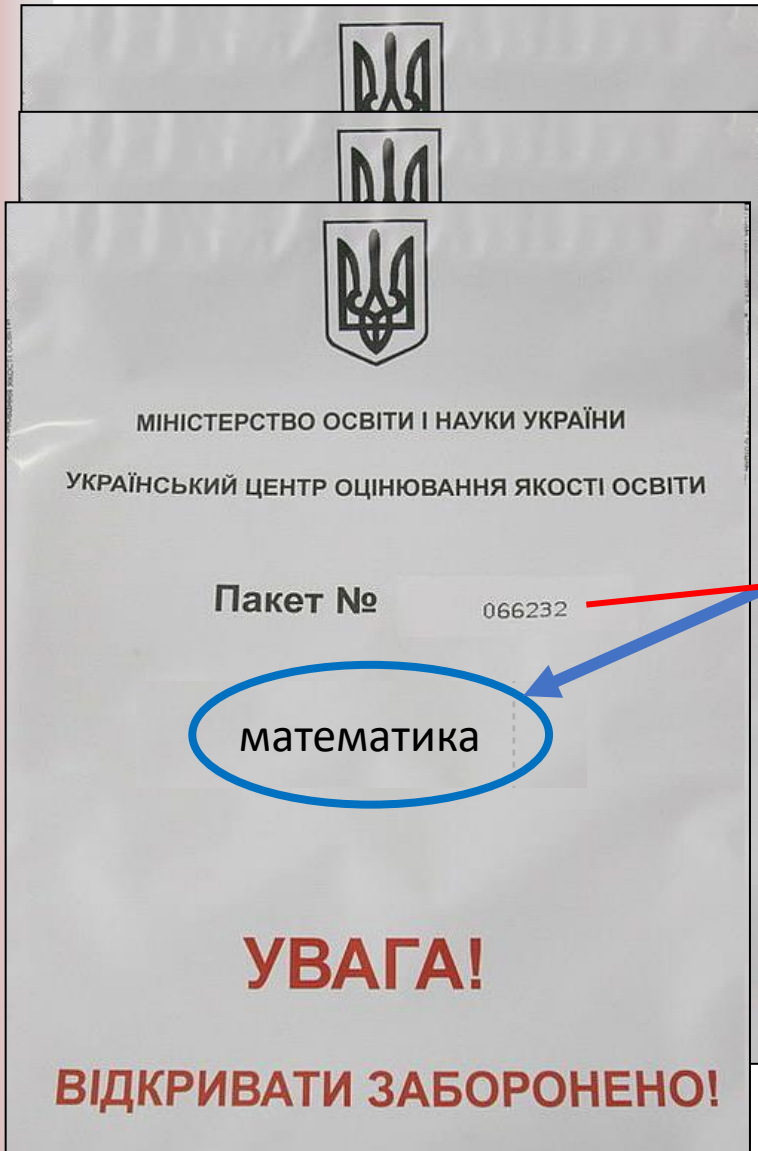 МІНІСТЕРСТВО ОСВІТИ І НАУКИ УКРАЇНИ
УКРАЇНСЬКИЙ ЦЕНТР ОЦІНЮВАННЯ ЯКОСТІ ОСВІТИ
Пакет № 066232
математика
УВАГА!
ВІДКРИВАТИ ЗАБОРОНЕНО!